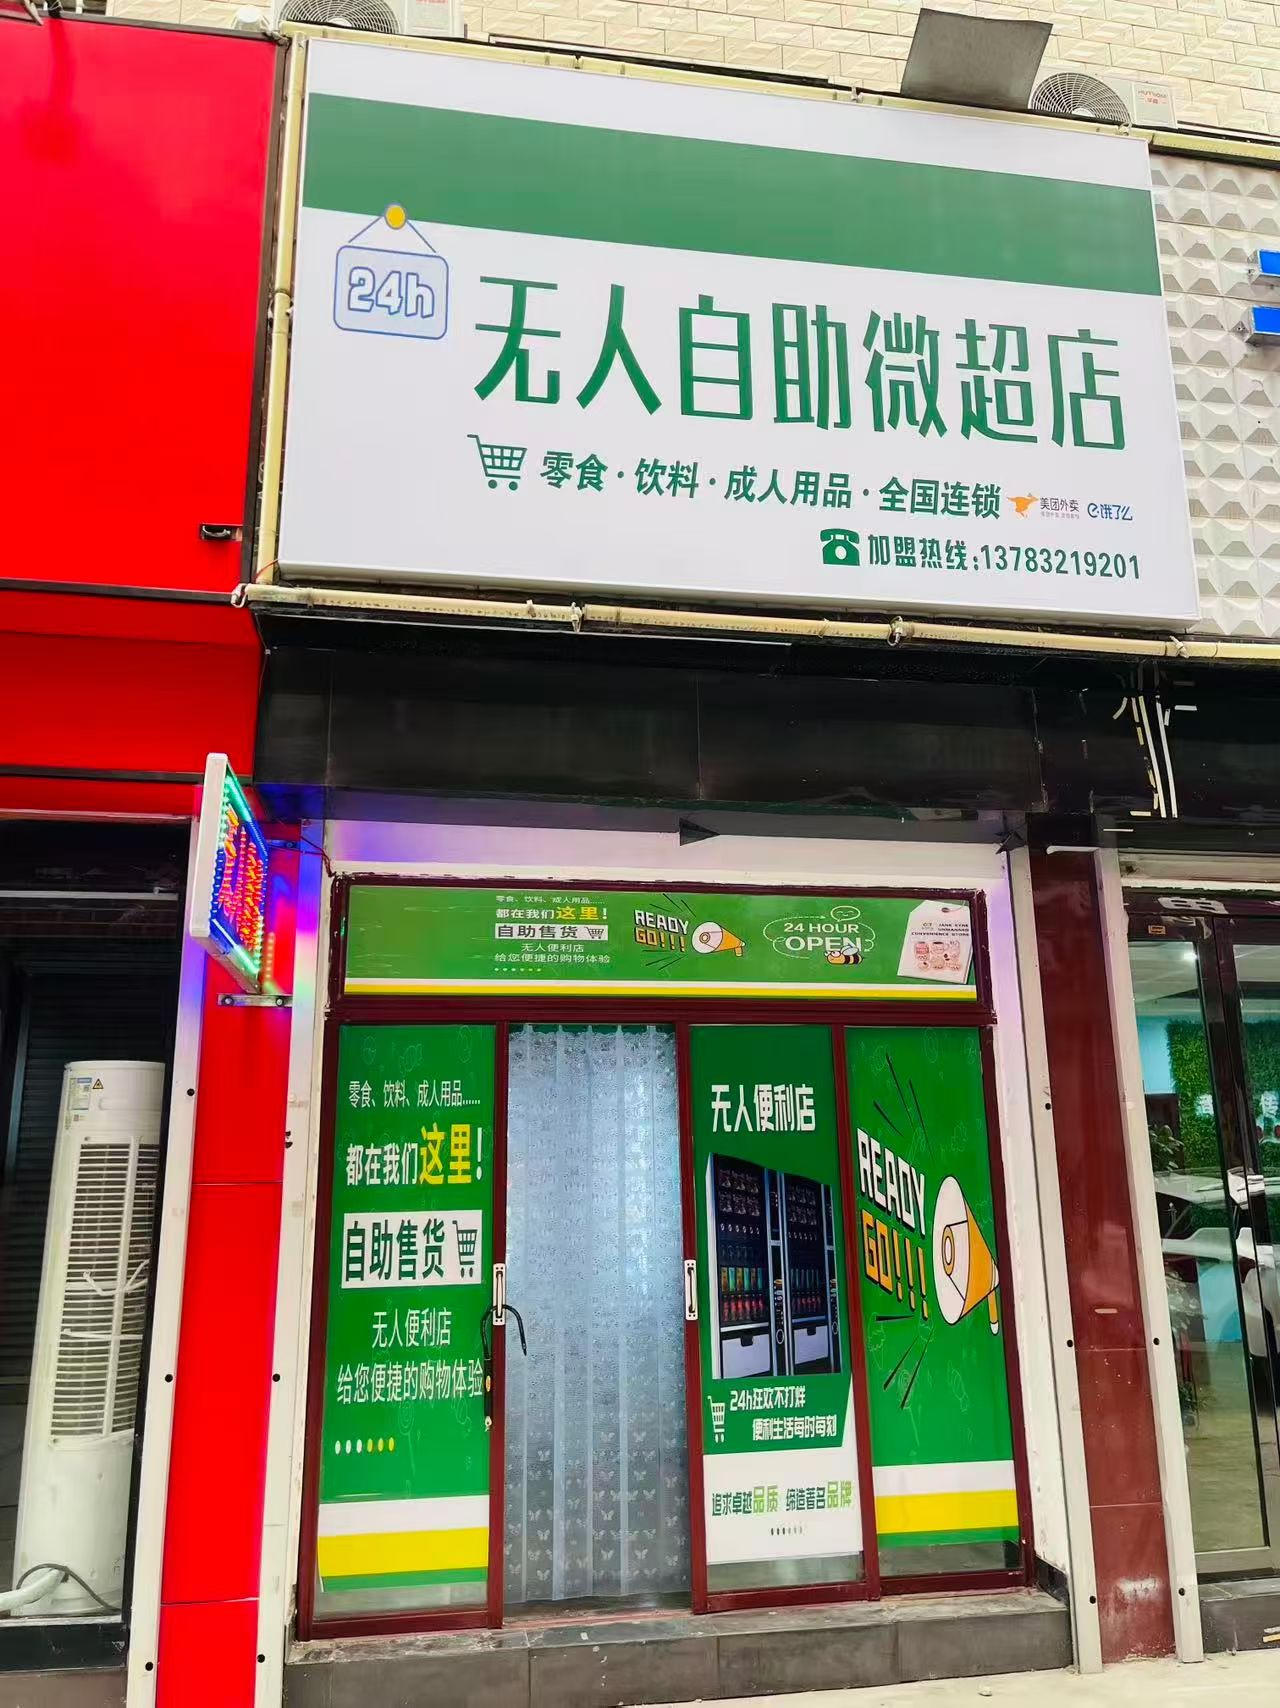 24h
无人自助微超店
零食·饮料·成人用品·全国连锁 美团外卖 e饿了么
加盟热线:13783219201
零食、饮料、成人用品......
都在我们这里!
自助售货
无人便利店
给您便捷的购物体验
READY
GO!!!
24 HOUR
OPEN
JANE EYRE
UNMANNED
CONVENIENCE STORE
零食、饮料、成人用品......
都在我们这里!
自助售货
无人便利店
给您便捷的购物体验
无人便利店
24h狂欢不打烊
便利生活每时每刻
追求卓越品质 缔造著名品牌
READY
GO!!!